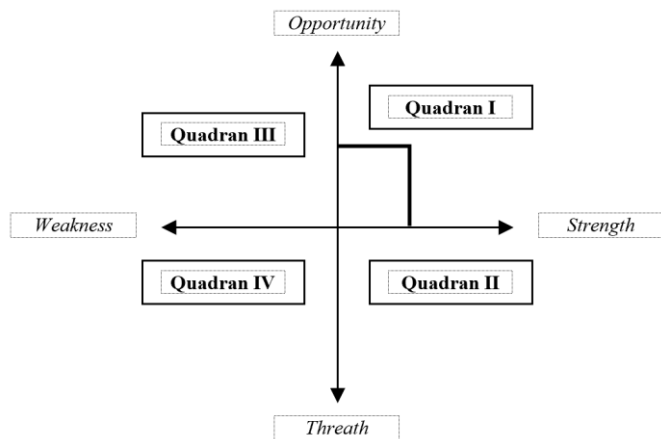 Opportunity
Quadran I
Quadran III
Weakness
Strength
Quadran IV
Quadran II
Threath